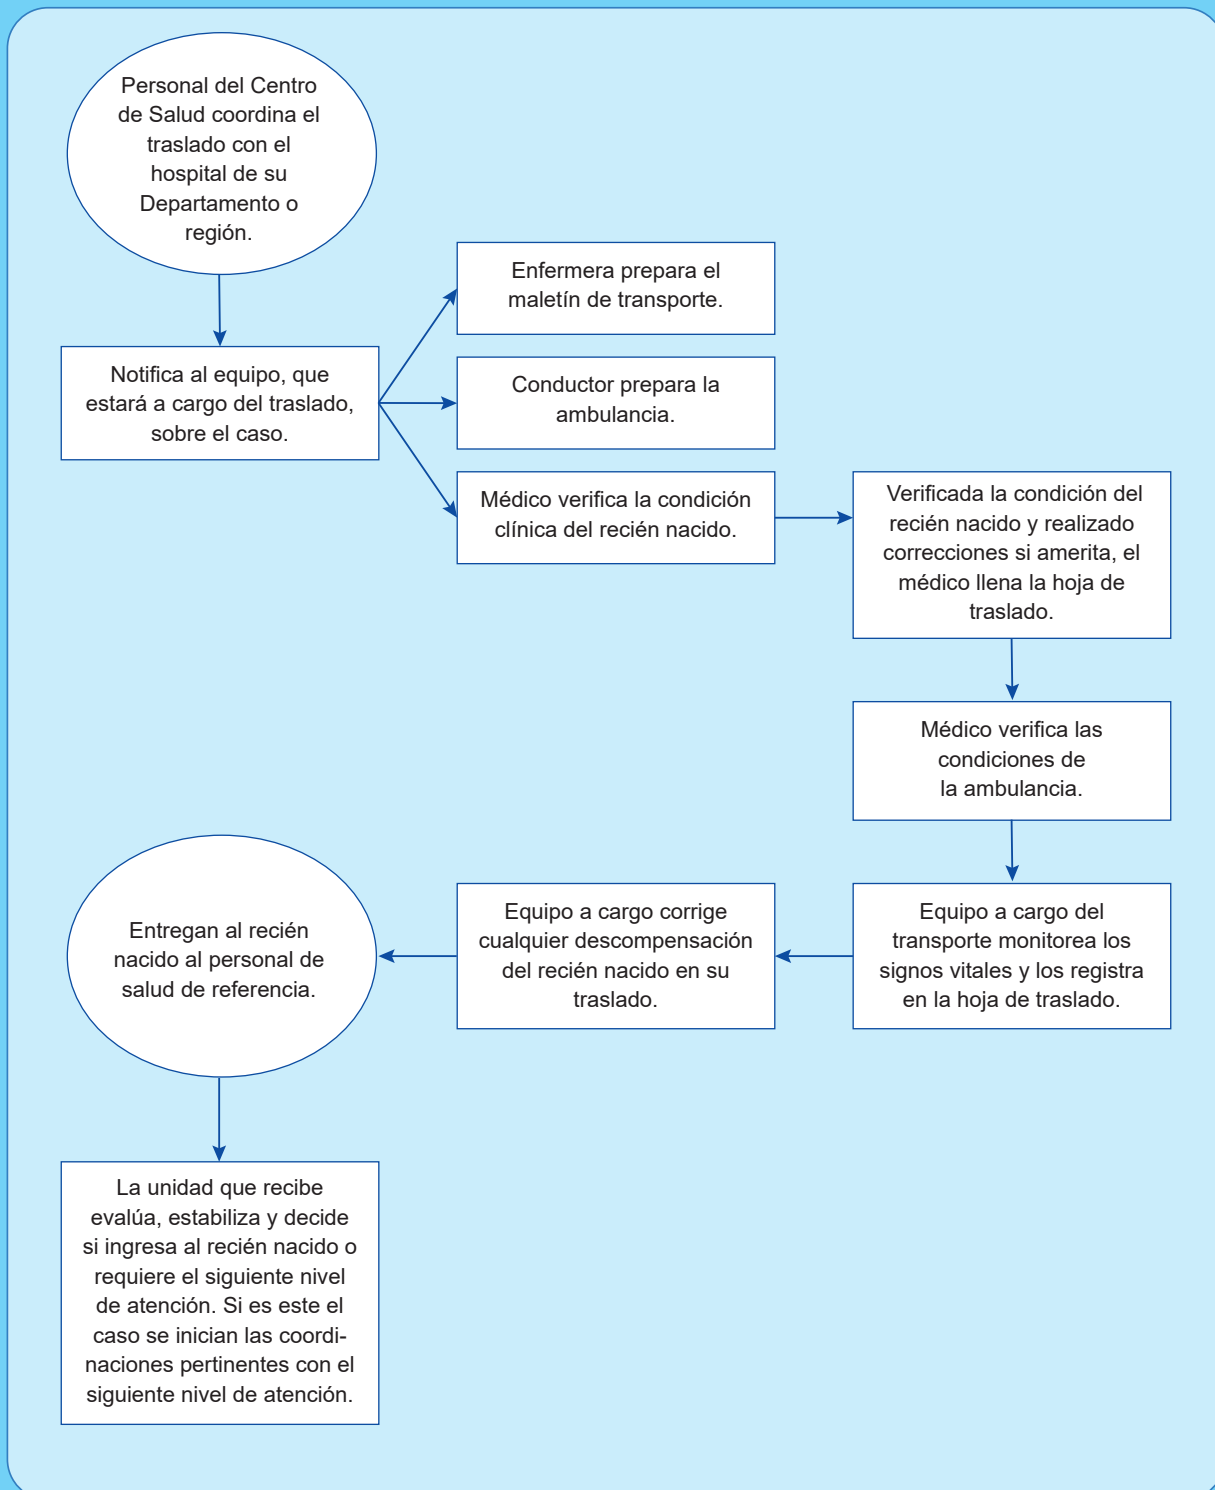 Personal del Centro
de Salud coordina el
traslado con el
hospital de su
Departamento o
región.
Notifica al equipo, que
estará a cargo del traslado,
sobre el caso.
Enfermera prepara el
maletín de transporte.
Conductor prepara la
ambulancia.
Médico verifica la condición
clínica del recién nacido.
Verificada la condición del
recién nacido y realizado
correcciones si amerita, el
médico llena la hoja de
traslado.
Médico verifica las
condiciones de
la ambulancia.
Equipo a cargo del
transporte monitorea los
signos vitales y los registra
en la hoja de traslado.
Equipo a cargo corrige
cualquier descompensación
del recién nacido en su
traslado.
Entregan al recién
nacido al personal de
salud de referencia.
La unidad que recibe
evalúa, estabiliza y decide
si ingresa al recién nacido o
requiere el siguiente nivel
de atención. Si es este el
caso se inician las coordi-
naciones pertinentes con el
siguiente nivel de atención.